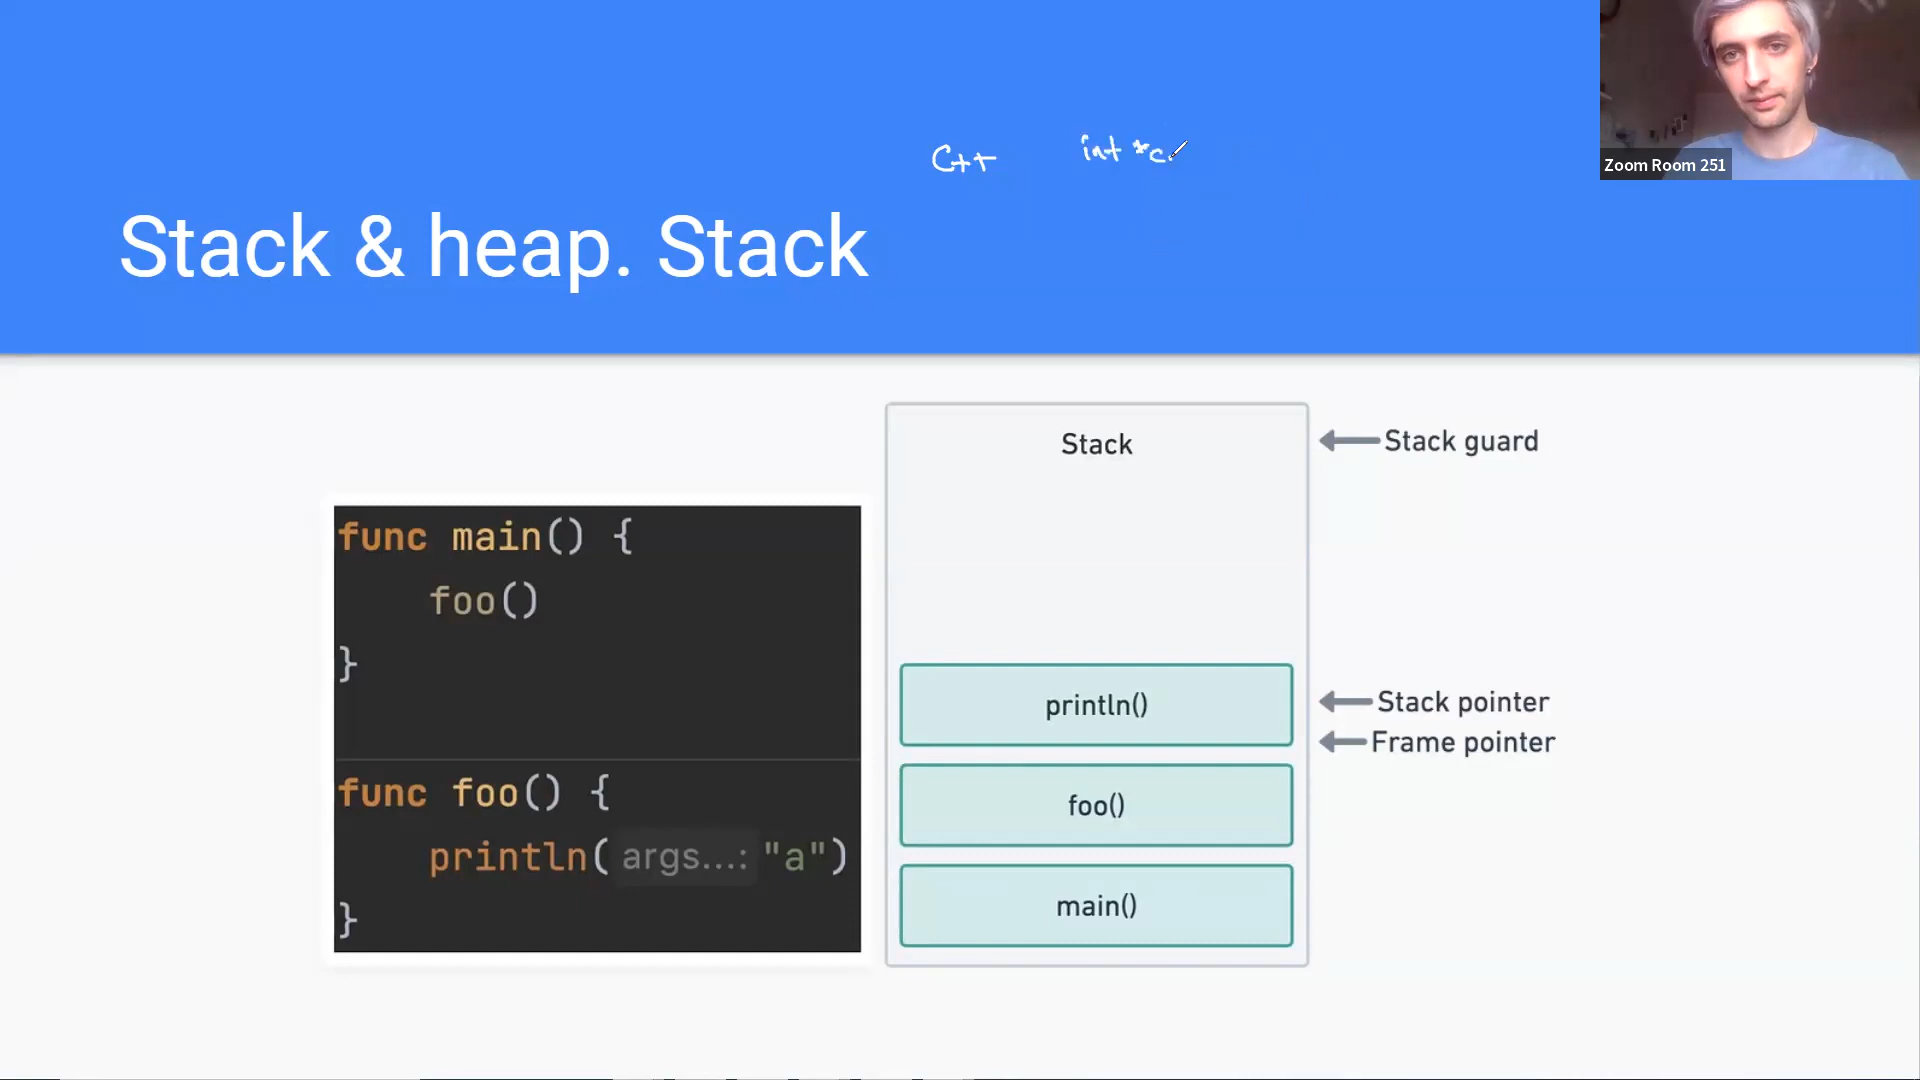 C++ int *c
Zoom Room 251
Stack & heap. Stack
Stack
Stack guard
func main() {
foo()
}
println()
Stack pointer
Frame pointer
func foo() {
println( args...: "a")
}
foo()
main()